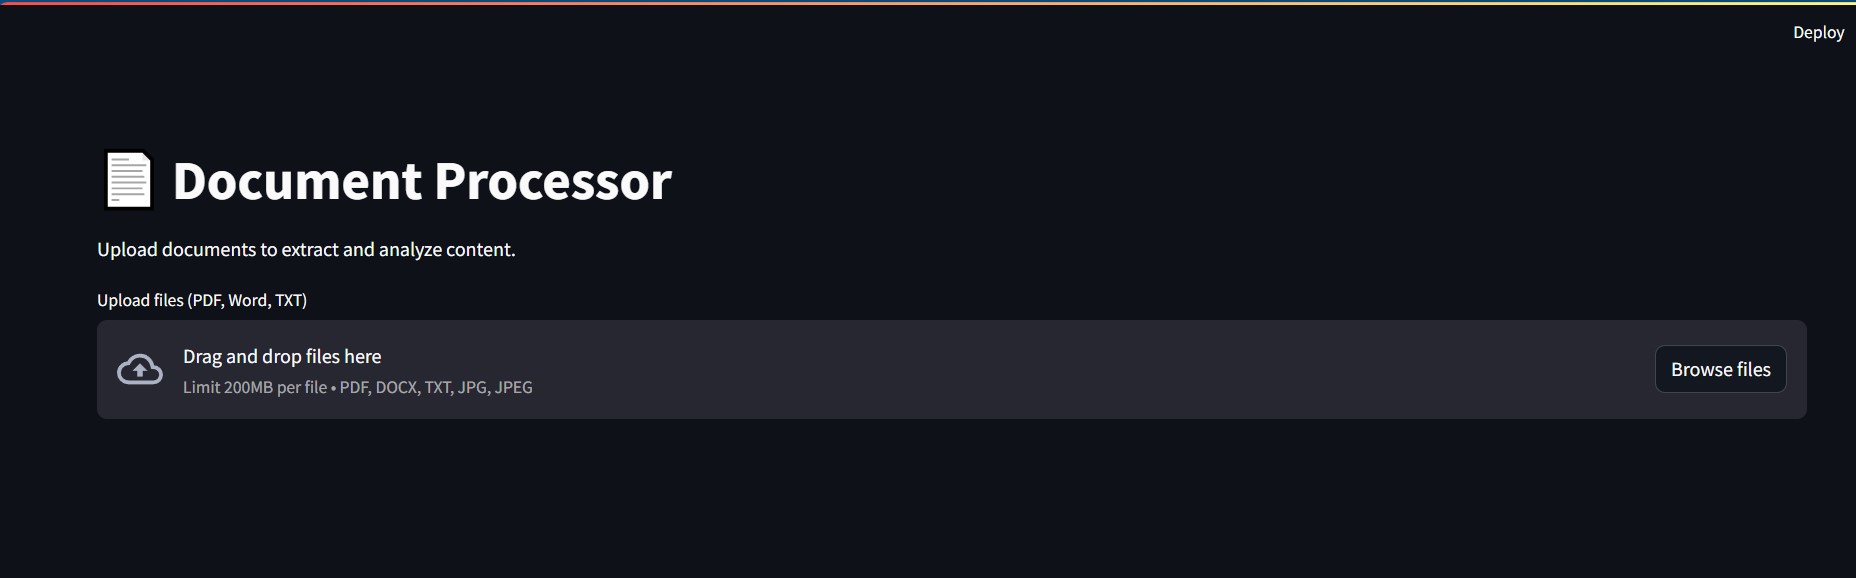 Deploy
Document Processor
Upload documents to extract and analyze content.
Upload files (PDF, Word, TXT)
Drag and drop files here
Limit 200MB per file • PDF, DOCX, TXT, JPG, JPEG
Browse files